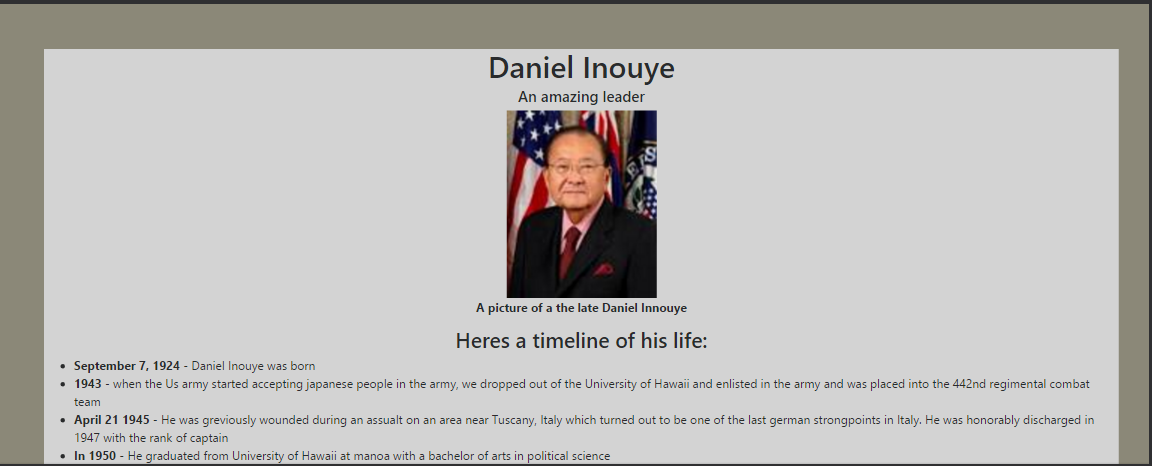 Daniel Inouye
An amazing leader
A picture of a the late Daniel Innouye
Heres a timeline of his life:
September 7, 1924 - Daniel Inouye was born
1943 - when the Us army started accepting japanese people in the army, we dropped out of the University of Hawaii and enlisted in the army and was placed into the 442nd regimental combat
team
April 21 1945 - He was greviously wounded during an assualt on an area near Tuscany, Italy which turned out to be one of the last german strongpoints in Italy. He was honorably discharged in
1947 with the rank of captain
In 1950 - He graduated from University of Hawaii at manoa with a bachelor of arts in political science